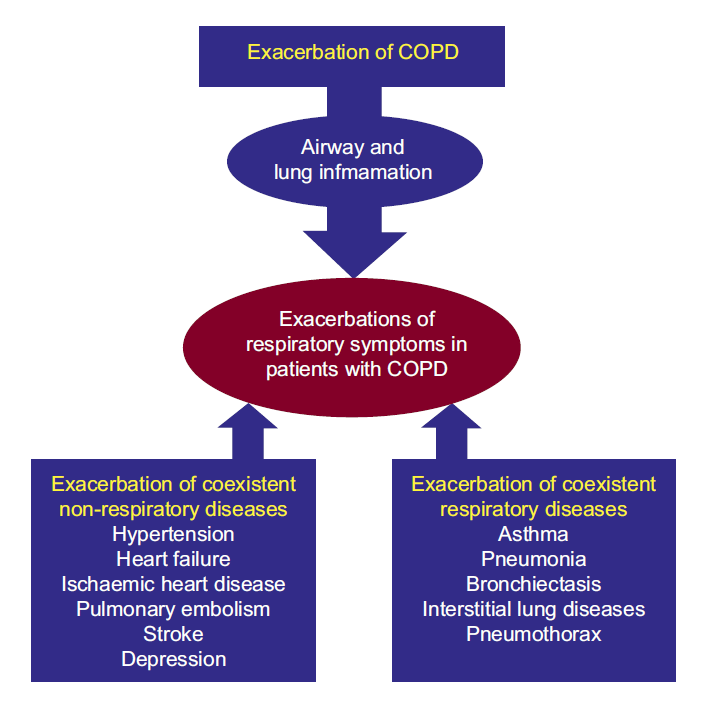 Exacerbation of COPD
Airway and
lung infmamation
Exacerbations of
respiratory symptoms in
patients with COPD
Exacerbation of coexistent
non-respiratory diseases
Hypertension
Heart failure
Ischaemic heart disease
Pulmonary embolism
Stroke
Depression
Exacerbation of coexistent
respiratory diseases
Asthma
Pneumonia
Bronchiectasis
Interstitial lung diseases
Pneumothorax